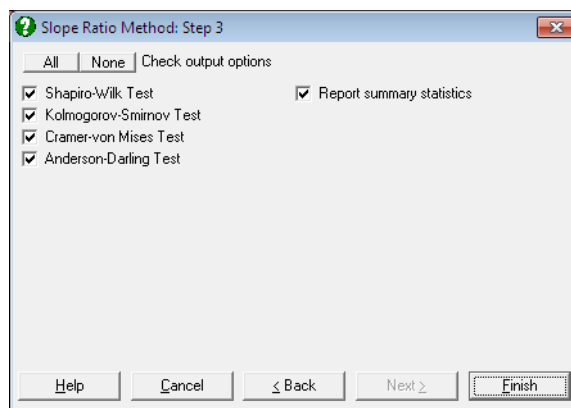 Slope Ratio Method: Step 3
All None Check output options
Shapiro-Wilk Test
Report summary statistics
Kolmogorov-Smirnov Test
Cramer-von Mises Test
Anderson-Darling Test
Help Cancel < Back Next > Finish